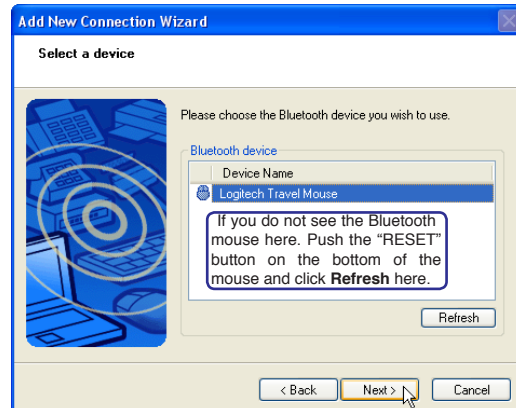 Add New Connection Wizard
Select a device
Please choose the Bluetooth device you wish to use.
Bluetooth device
Device Name
Logitech Travel Mouse
If you do not see the Bluetooth
mouse here. Push the “RESET”
button on the bottom of the
mouse and click Refresh here.
Refresh
< Back Next > Cancel